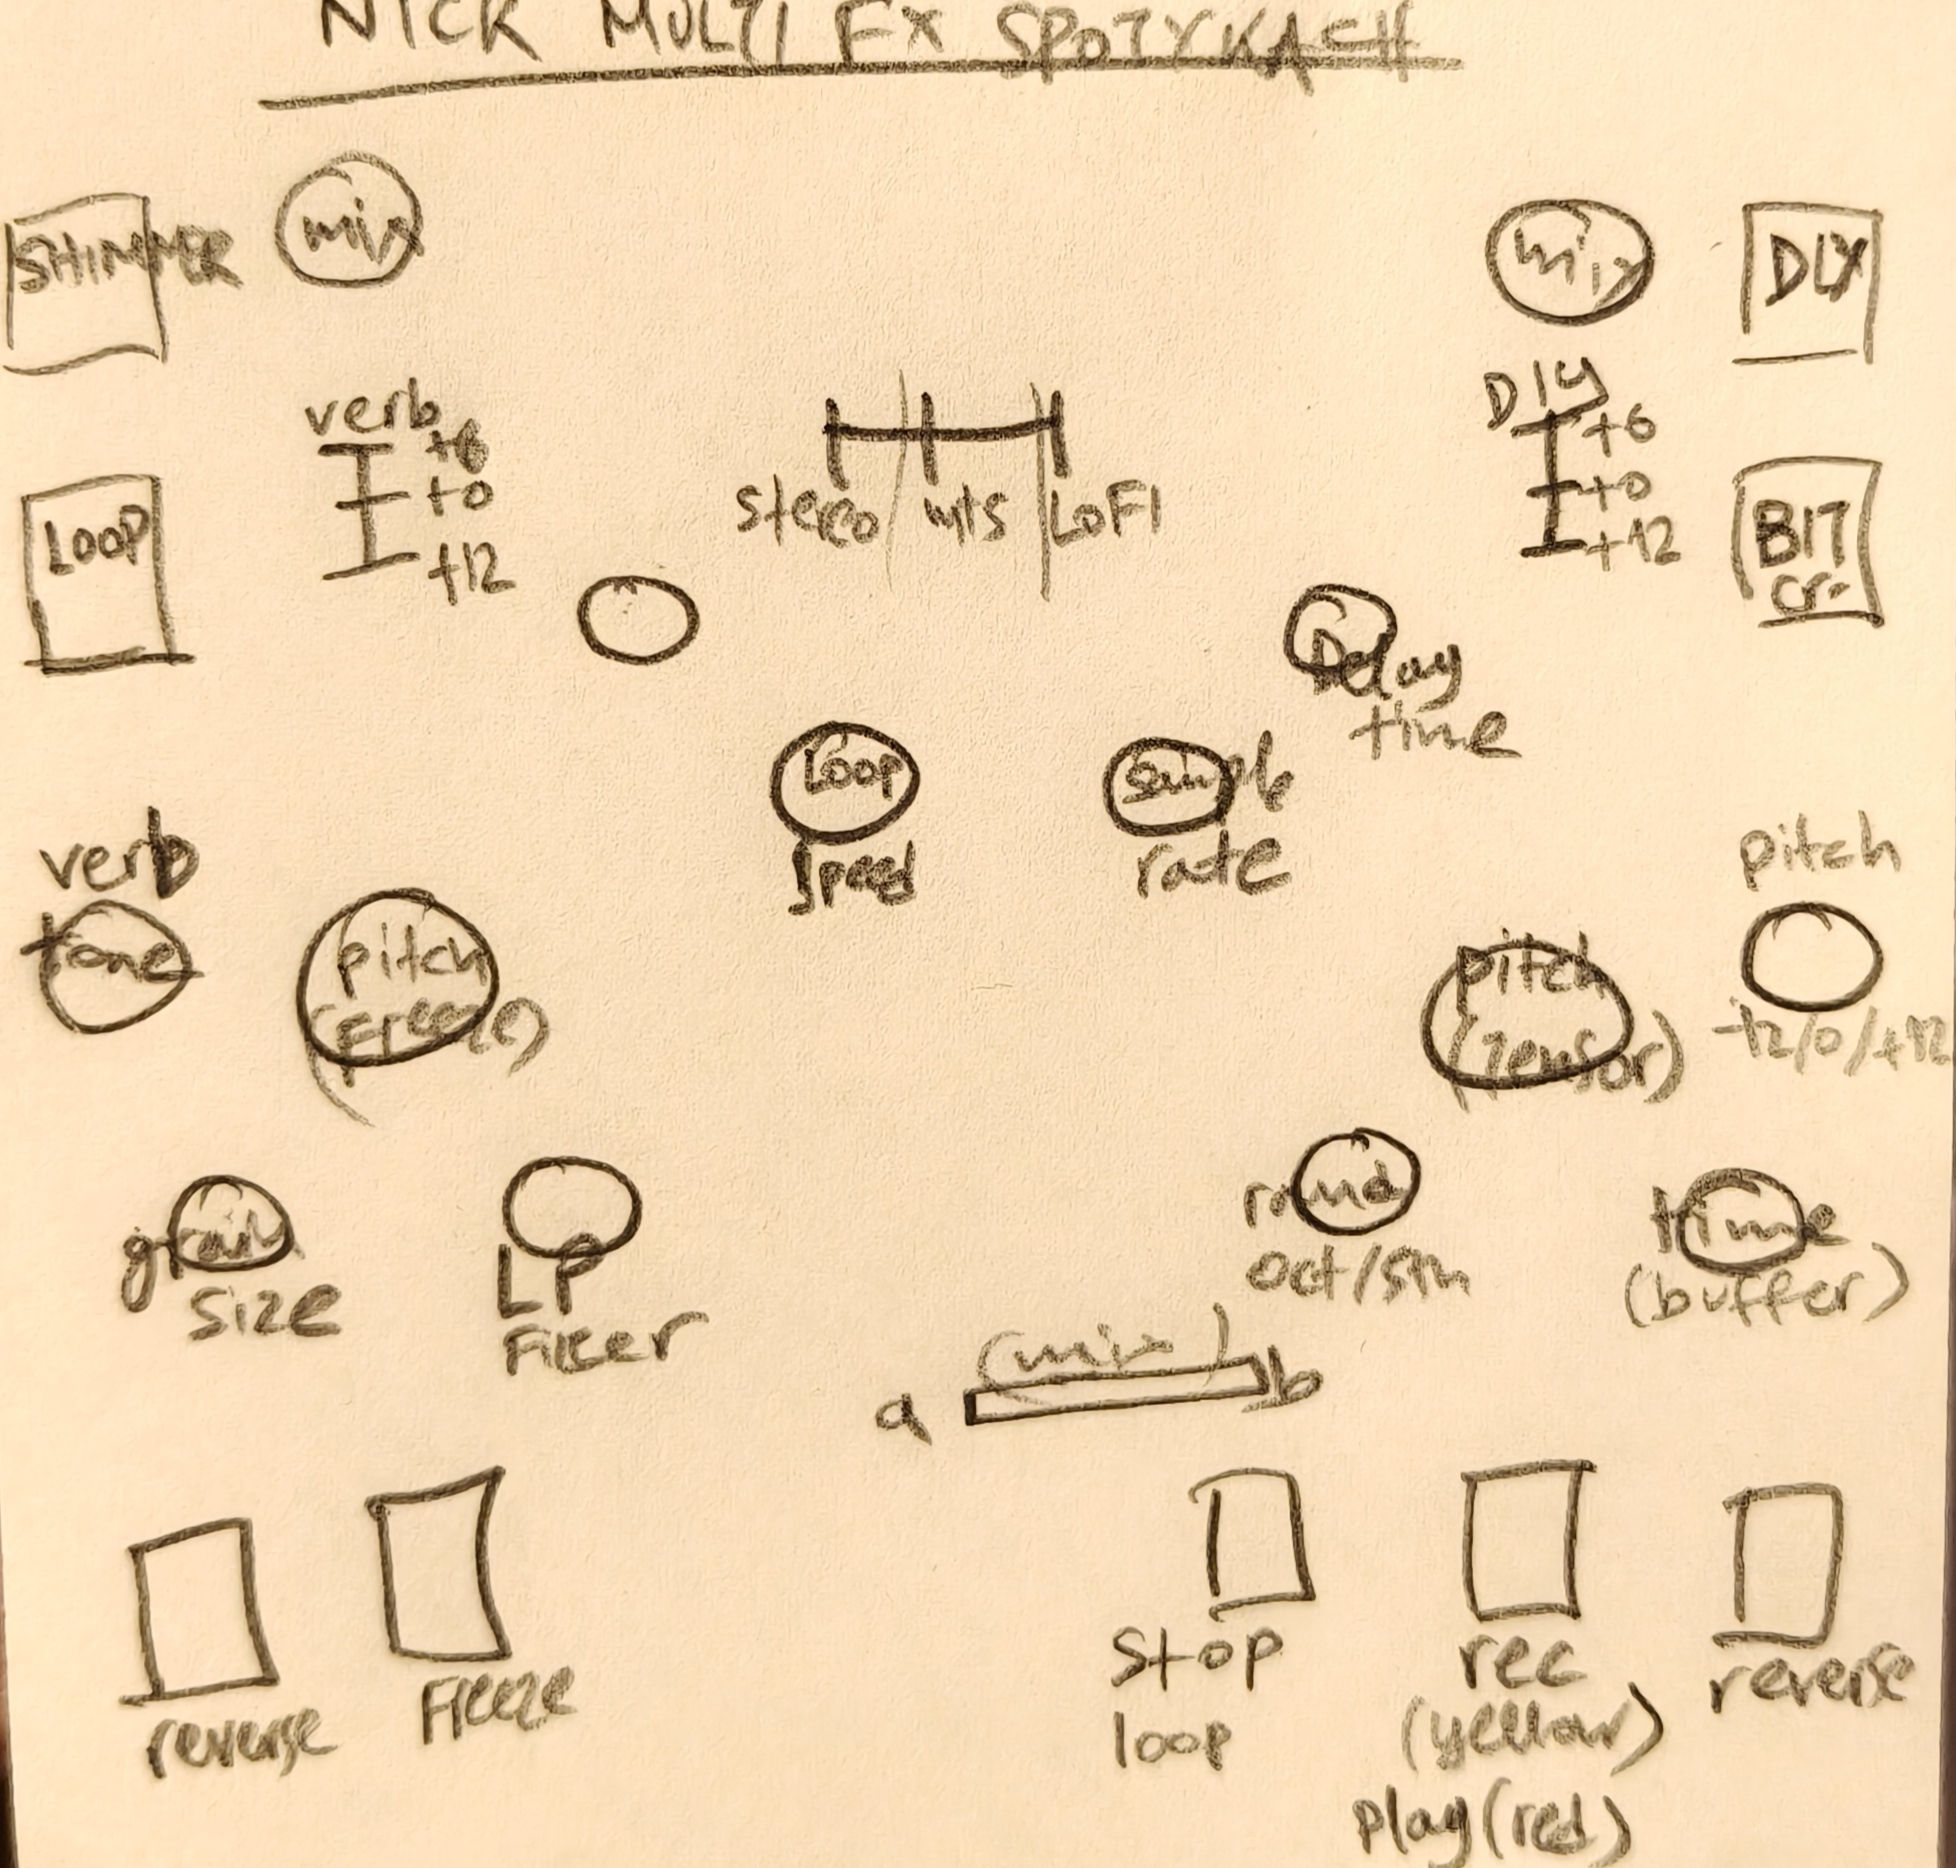 NICK MULTI FX SPOTYKACH
SHIMMER
mix
mix
DLY
verb
+6
+0
+12
stereo
mts
LOFI
Dly
+6
+0
+12
LOOP
BIT
cr.
Delay
time
Loop
speed
sample
rate
verb
tone
pitch
(freeze)
pitch
(Tensor)
pitch
-12/0/+12
grain
size
LP
Filter
round
oct/5th
time
(buffer)
(mix)
a
b
reverse
Freeze
stop
loop
rec
(yellow)
play (red)
reverse